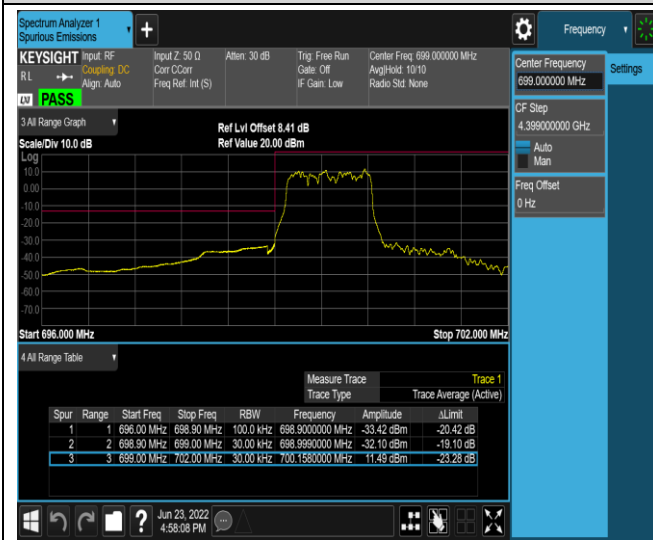 Spectrum Analyzer 1
Spurious Emissions
Frequency
KEYSIGHT
R L
LXI
PASS
Input: RF
Coupling: DC
Align: Auto
Input Z: 50 Ω
Corr CCorr
Freq Ref: Int (S)
Atten: 30 dB
Trig: Free Run
Gate: Off
IF Gain: Low
Center Freq: 699.000000 MHz
Avg|Hold: 10/10
Radio Std: None
Center Frequency
699.000000 MHz
Settings
CF Step
4.399000000 GHz
Auto
Man
Freq Offset
0 Hz
3 All Range Graph
Scale/Div 10.0 dB
Ref Lvl Offset 8.41 dB
Ref Value 20.00 dBm
Log
10.0
0.00
-10.0
-20.0
-30.0
-40.0
-50.0
-60.0
-70.0
Start 696.000 MHz
Stop 702.000 MHz
4 All Range Table
Measure Trace Trace 1
Trace Type Trace Average (Active)
Spur Range Start Freq Stop Freq RBW Frequency Amplitude ΔLimit
1 1 696.00 MHz 698.90 MHz 100.0 kHz 698.9000000 MHz -33.42 dBm -20.42 dB
2 2 698.90 MHz 699.00 MHz 30.00 kHz 698.9990000 MHz -32.10 dBm -19.10 dB
3 3 699.00 MHz 702.00 MHz 30.00 kHz 700.1580000 MHz 11.49 dBm -23.28 dB
Jun 23, 2022
4:58:08 PM